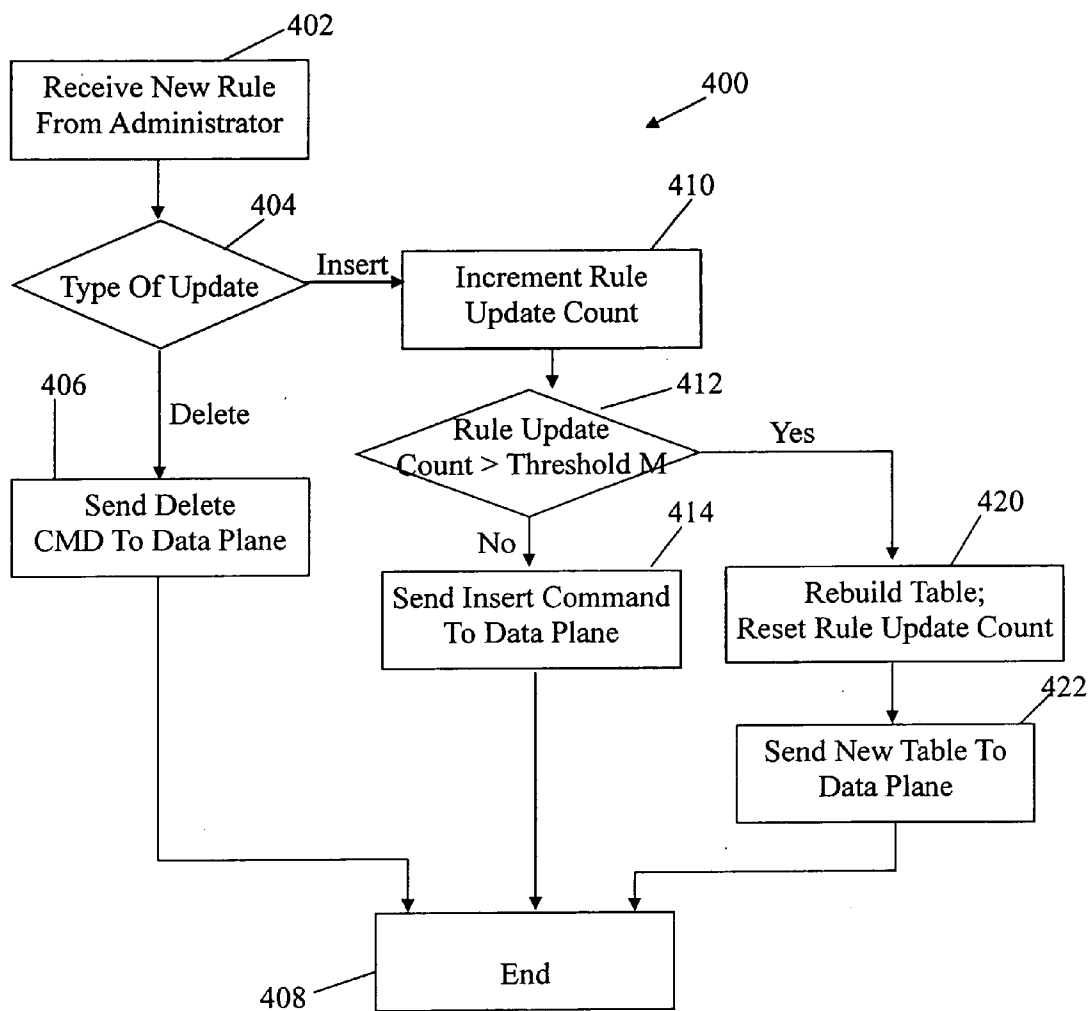 402
Receive New Rule
From Administrator
400
404
Type Of Update
Insert
410
Increment Rule
Update Count
406
Delete
412
Rule Update
Count > Threshold M
Yes
Send Delete
CMD To Data Plane
No
414
Send Insert Command
To Data Plane
420
Rebuild Table;
Reset Rule Update Count
422
Send New Table To
Data Plane
End
408